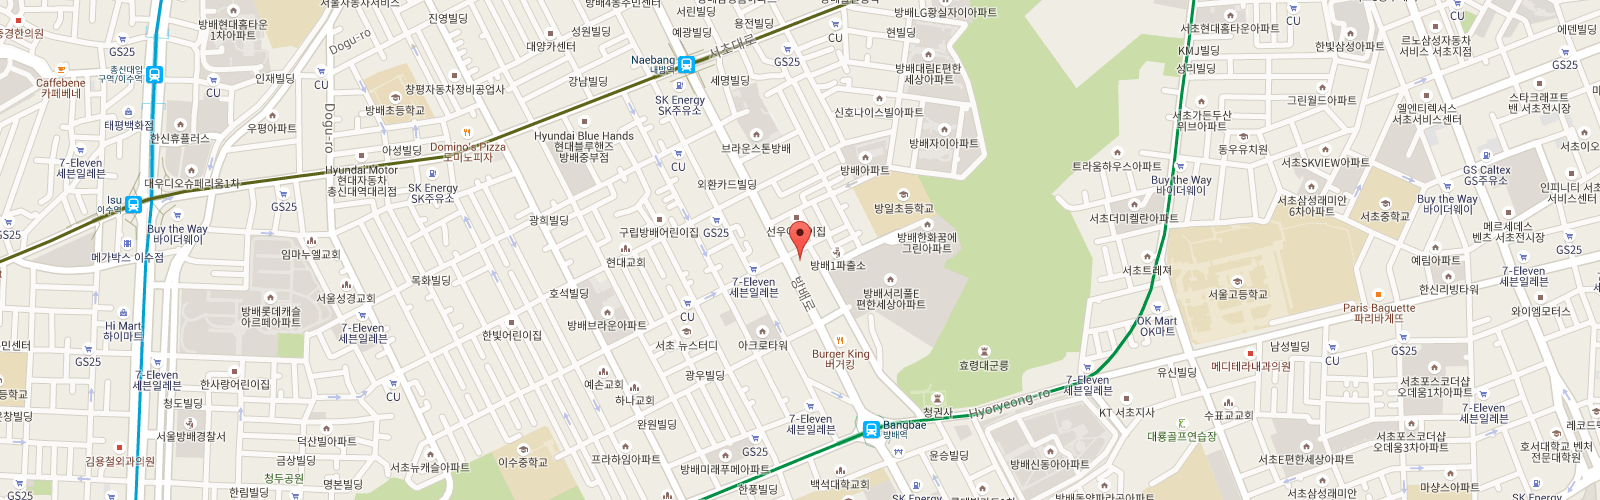 서울자동차서비스
방배4동주민센터
서린빌딩
방배LG황실자이아파트
CU
방배현대홈타운
1차아파트
진영빌딩
용전빌딩
서초현대홈타운아파트
에덴빌딩
성원빌딩
예광빌딩
현빌딩
한빛삼성아파트
르노삼성자동차
서비스 서초지점
총경한의원
GS25
Dogu-ro
대양카센터
서초대로
CU
KMJ빌딩
Caffebene
카페베네
총신대입
구역/이수역
인재빌딩
CU
강남빌딩
Naebang
내방역
세명빌딩
GS25
방배대림E편한
세상아파트
성리빌딩
CU
GS25
CU
창평자동차정비공업사
SK Energy
SK주유소
그린월드아파트
엘엔티렉서스
서초서비스센터
스타크래프트
밴 서초전시장
태평백화점
한신휴플러스
우평아파트
방배초등학교
신호나이스빌아파트
서초가든두산
위브아파트
Dogu-ro
Hyundai Blue Hands
현대블루핸즈
방배중부점
브라운스톤방배
방배자이아파트
동우유치원
서초이오
7-Eleven
세븐일레븐
아성빌딩
Domino's Pizza
도미노피자
CU
방배아파트
트라움하우스아파트
서초SKVIEW아파트
GS Caltex
GS주유소
대우디오슈페리움1차
Hyundai Motor
현대자동차
총신대역대리점
SK Energy
SK주유소
외환카드빌딩
Buy the Way
바이더웨이
인피니티 서초
서비스센터
Isu
이수역
GS25
광희빌딩
방일초등학교
서초더미켈란아파트
서초삼성래미안
6차아파트
서초중학교
Buy the Way
바이더웨이
GS25
Buy the Way
바이더웨이
구립방배어린이집
GS25
방배한화꿈에
그린아파트
메르세데스
벤츠 서초전시장
메가박스 이수점
임마누엘교회
현대교회
방배1파출소
서초트레져
예림아파트
목화빌딩
서울성경교회
호석빌딩
7-Eleven
세븐일레븐
방배로
방배서리풀E
편한세상아파트
서울고등학교
한신리빙타워
방배롯데캐슬
아르떼아파트
방배브라운아파트
CU
Paris Baguette
파리바게뜨
와이엠모터스
Hi Mart
하이마트
7-Eleven
세븐일레븐
한빛어린이집
OK Mart
OK마트
GS25
서초 뉴스터디
아크로타워
Burger King
버거킹
효령대군릉
남성빌딩
CU
GS25
7-Eleven
세븐일레븐
한사랑어린이집
예손교회
광우빌딩
유신빌딩
메디테라내과의원
7-Eleven
세븐일레븐
서초포스코더샵
오데움1차아파트
청도빌딩
CU
하나교회
Hyoryeong-ro
청권사
KT 서초지사
수표교교회
7-Eleven
세븐일레븐
서울방배경찰서
덕산빌아파트
완원빌딩
7-Eleven
세븐일레븐
Bangbae
방배역
대룡골프연습장
서초포스코더샵
오데움3차아파트
호서대학교 벤처
전문대학원
김용철외과의원
금상빌딩
서초뉴캐슬아파트
이수중학교
프라하임아파트
GS25
윤승빌딩
방배신동아아파트
서초E편한세상아파트
청두공원
방배미래푸메아파트
GS25
한림빌딩
명본빌딩
한풍빌딩
백석대학교회
SK Energy
마샹스아파트